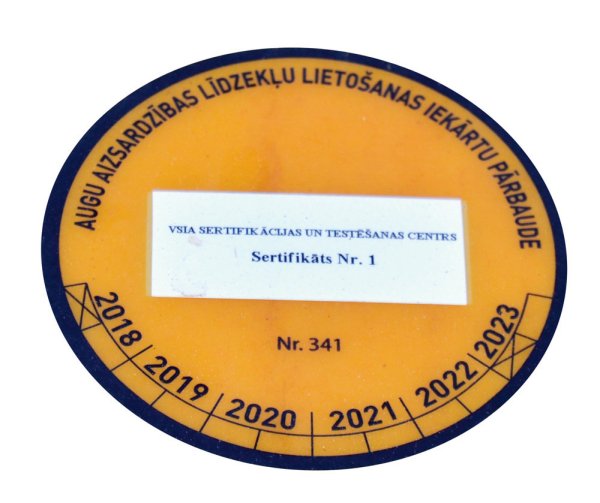 AUGU AIZSARDZĪBAS LĪDZEKĻU LIETOŠANAS IEKĀRTU PĀRBAUDE
VSIA SERTIFIKĀCIJAS UN TESTĒŠANAS CENTRS
Sertifikāts Nr. 1
Nr. 341
2018 2019 2020 2021 2022 2023